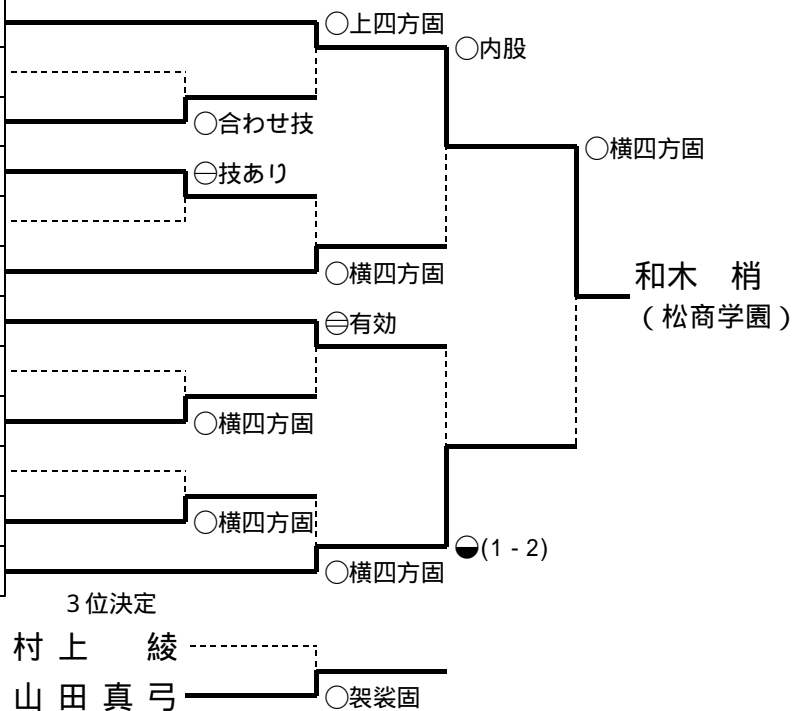 ○上四方固
○内股
○合わせ技
○横四方固
⊖技あり
○横四方固
和木 梢
（松商学園）
㊀有効
○横四方固
○横四方固
◒(1 - 2)
○横四方固
３位決定
村上 綾
山田真弓
○袈裟固